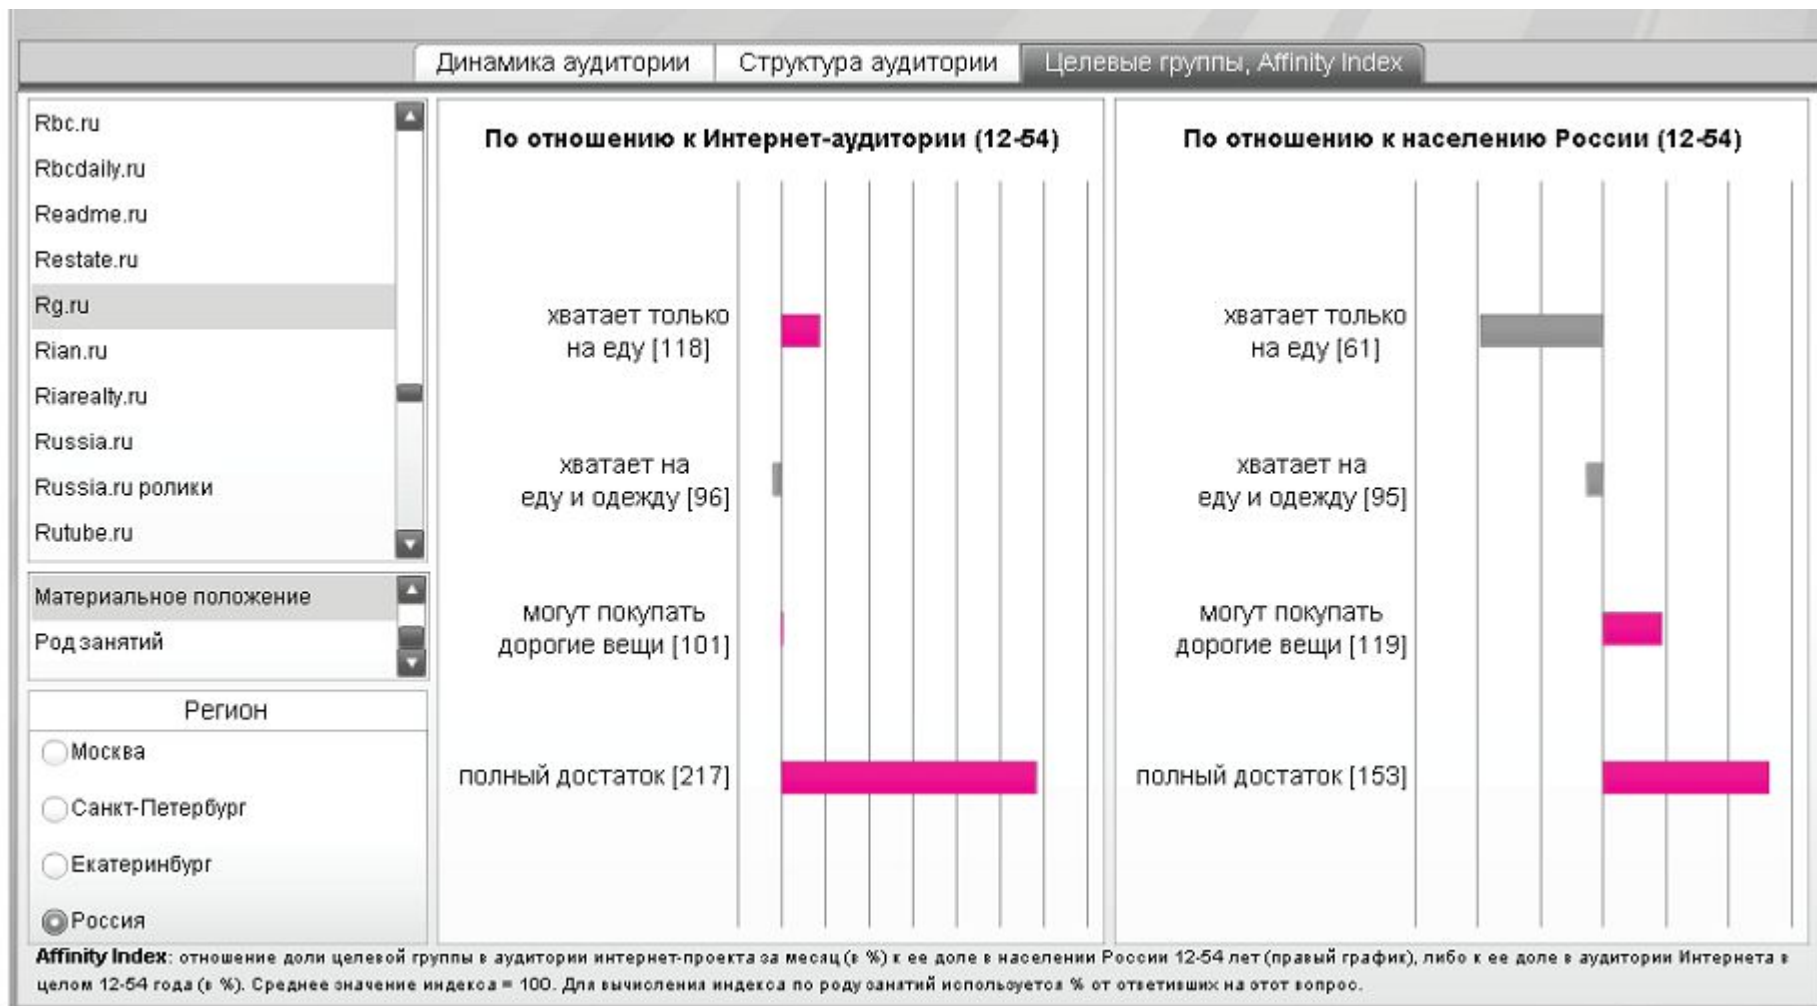 Динамика аудитории
Структура аудитории
Целевые группы, Affinity Index
Rbc.ru
Rbcdaily.ru
Readme.ru
Restate.ru
Rg.ru
Rian.ru
Riarealty.ru
Russia.ru
Russia.ru ролики
Rutube.ru
Материальное положение
Род занятий
Регион
Москва
Санкт-Петербург
Екатеринбург
Россия
По отношению к Интернет-аудитории (12-54)
хватает только
на еду [118]
хватает на
еду и одежду [96]
могут покупать
дорогие вещи [101]
полный достаток [217]
По отношению к населению России (12-54)
хватает только
на еду [61]
хватает на
еду и одежду [95]
могут покупать
дорогие вещи [119]
полный достаток [153]
Affinity Index: отношение доли целевой группы в аудитории интернет-проекта за месяц (в %) к ее доле в населении России 12-54 лет (правый график), либо к ее доле в аудитории Интернета в
целом 12-54 года (в %). Среднее значение индекса = 100. Для вычисления индекса по роду занятий используется % от ответивших на этот вопрос.